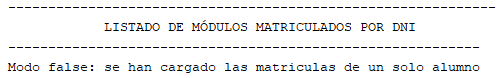 --------------------------------------------------------------
LISTADO DE MÓDULOS MATRICULADOS POR DNI
------------------------------------------------------------
Modo false: se han cargado las matriculas de un solo alumno